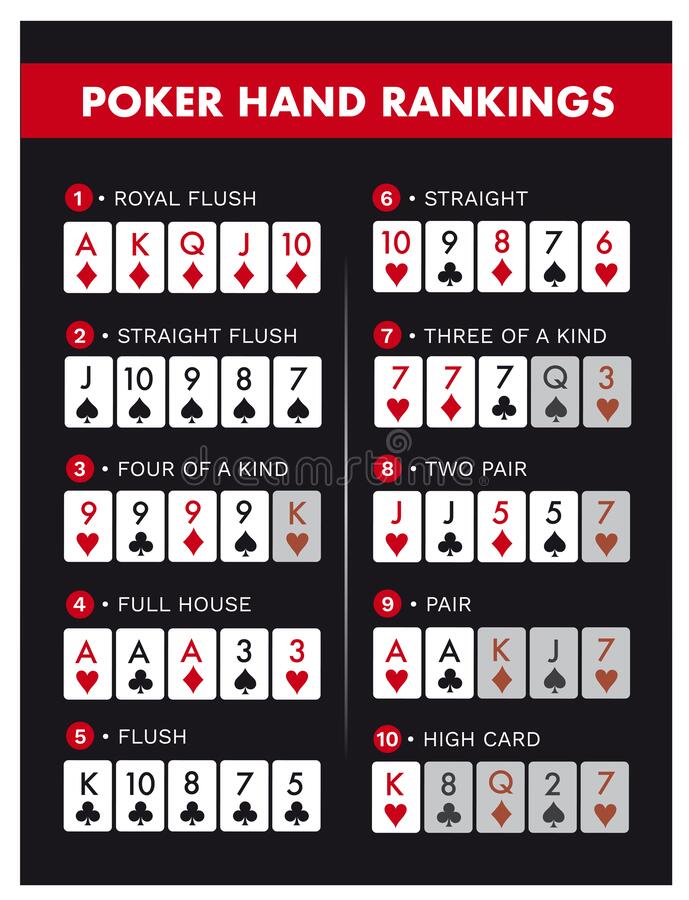 POKER HAND RANKINGS
1 • ROYAL FLUSH
A K Q J 10
2 • STRAIGHT FLUSH
J 10 9 8 7
3 • FOUR OF A KIND
9 9 9 9 K
4 • FULL HOUSE
A A A 3 3
5 • FLUSH
K 10 8 7 5
6 • STRAIGHT
10 9 8 7 6
7 • THREE OF A KIND
7 7 7 Q 3
8 • TWO PAIR
J J 5 5 7
9 • PAIR
A A K J 7
10 • HIGH CARD
K 8 Q 2 7
dreamstime®